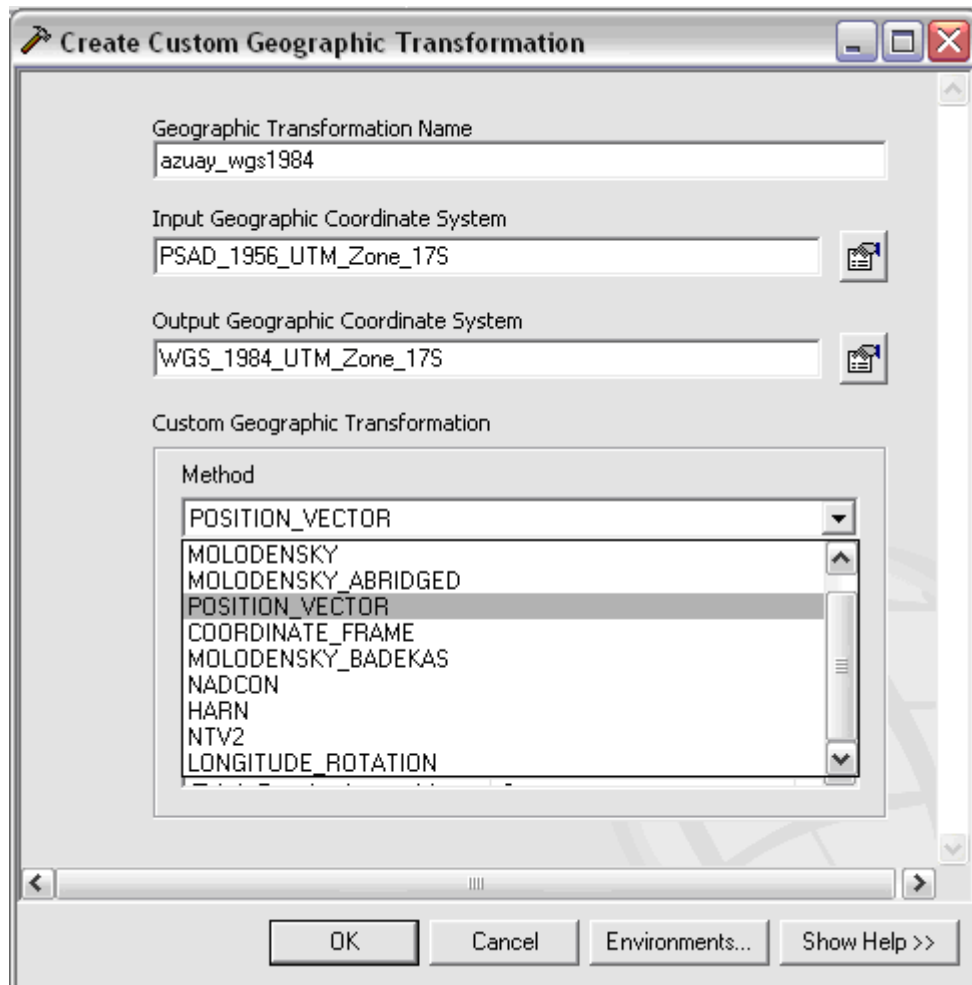 Create Custom Geographic Transformation
Geographic Transformation Name
azuay_wgs1984
Input Geographic Coordinate System
PSAD_1956_UTM_Zone_17S
Output Geographic Coordinate System
WGS_1984_UTM_Zone_17S
Custom Geographic Transformation
Method
POSITION_VECTOR
MOLODENSKY
MOLODENSKY_ABRIDGED
POSITION_VECTOR
COORDINATE_FRAME
MOLODENSKY_BADEKAS
NADCON
HARN
NTV2
LONGITUDE_ROTATION
OK
Cancel
Environments...
Show Help >>